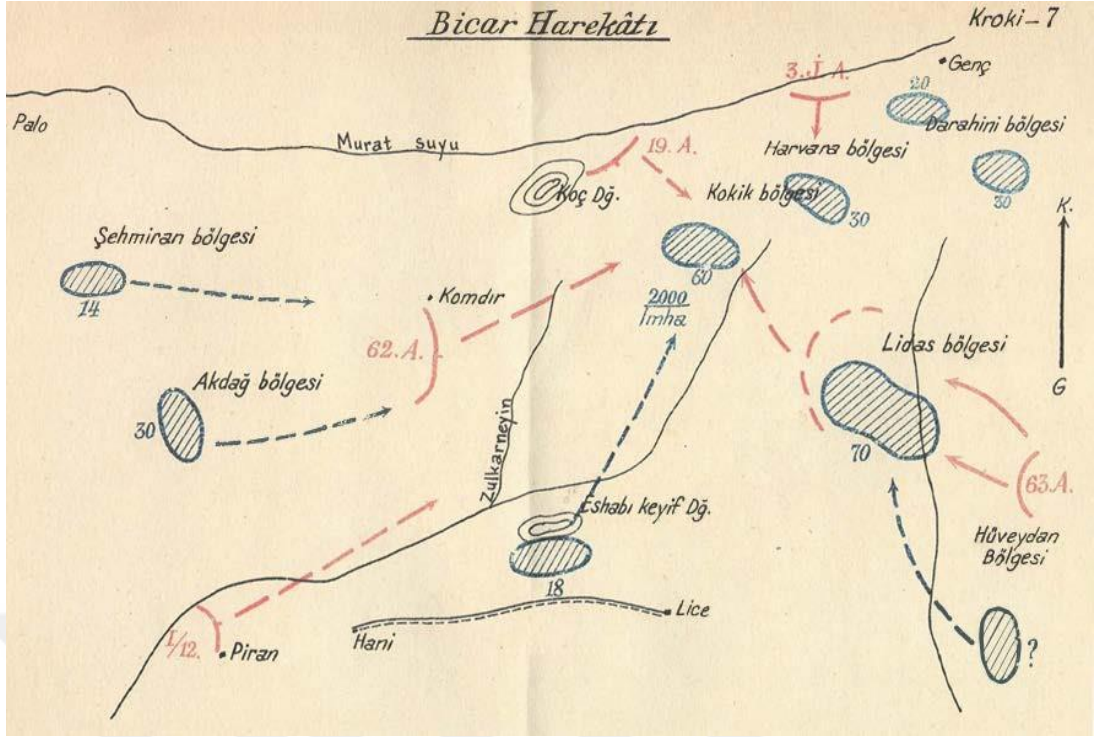 Bicar Harekâtı
Kroki-7
Genç
3. J A.
20
Palo
Darahini bölgesi
Murat suyu
19. A.
Harvara bölgesi
Koç Dğ.
Kokik bölgesi
30
30
K.
Şehmiran bölgesi
14
60
Komdır
2000
İmha
62. A.
Lidas bölgesi
G
Akdağ bölgesi
30
70
Zulkarneyin
63. A.
Eshabı keyif Dğ.
Hüveydan
Bölgesi
18
Lice
Hani
I/12.
Piran
?